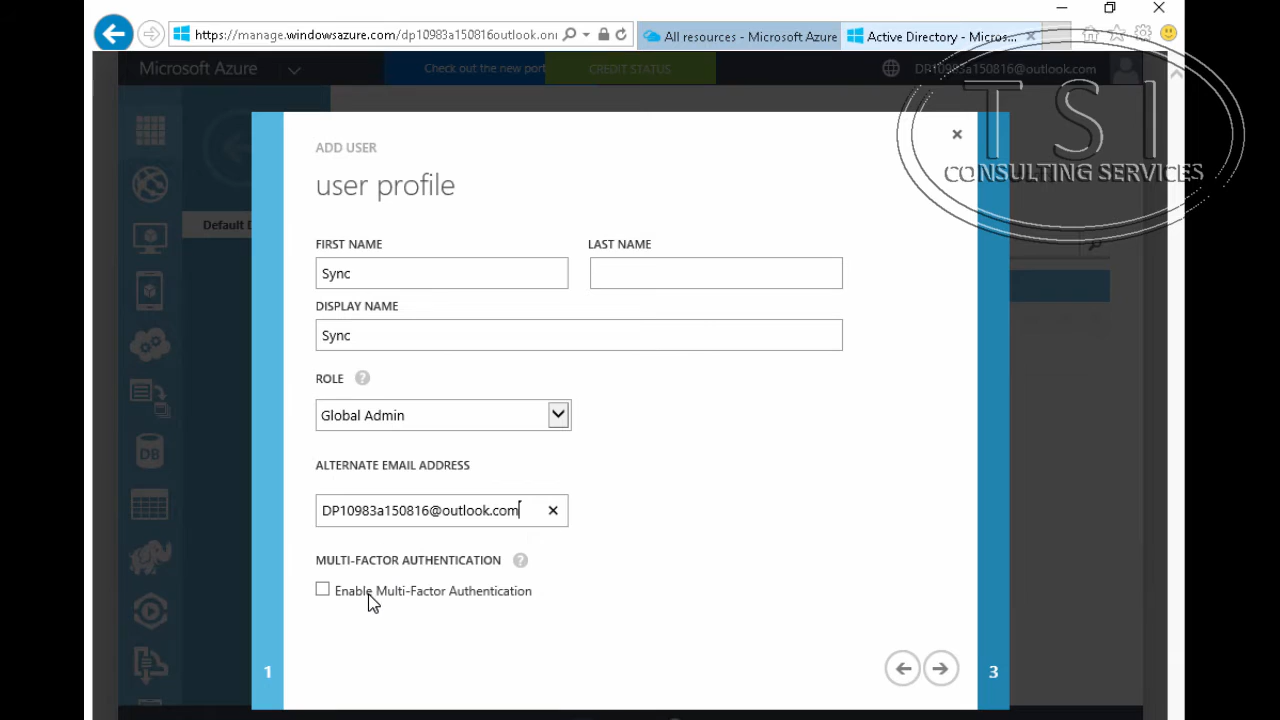 https://manage.windowsazure.com/dp10983a150816outlook.on
All resources - Microsoft Azure
Active Directory - Micros...
Microsoft Azure
Check out the new port
CREDIT STATUS
DP10983a150816@outlook.com
TSI
CONSULTING SERVICES
ADD USER
user profile
Default D
FIRST NAME
LAST NAME
Sync
DISPLAY NAME
Sync
ROLE ?
Global Admin
ALTERNATE EMAIL ADDRESS
DP10983a150816@outlook.com
MULTI-FACTOR AUTHENTICATION ?
Enable Multi-Factor Authentication
DB
1
3